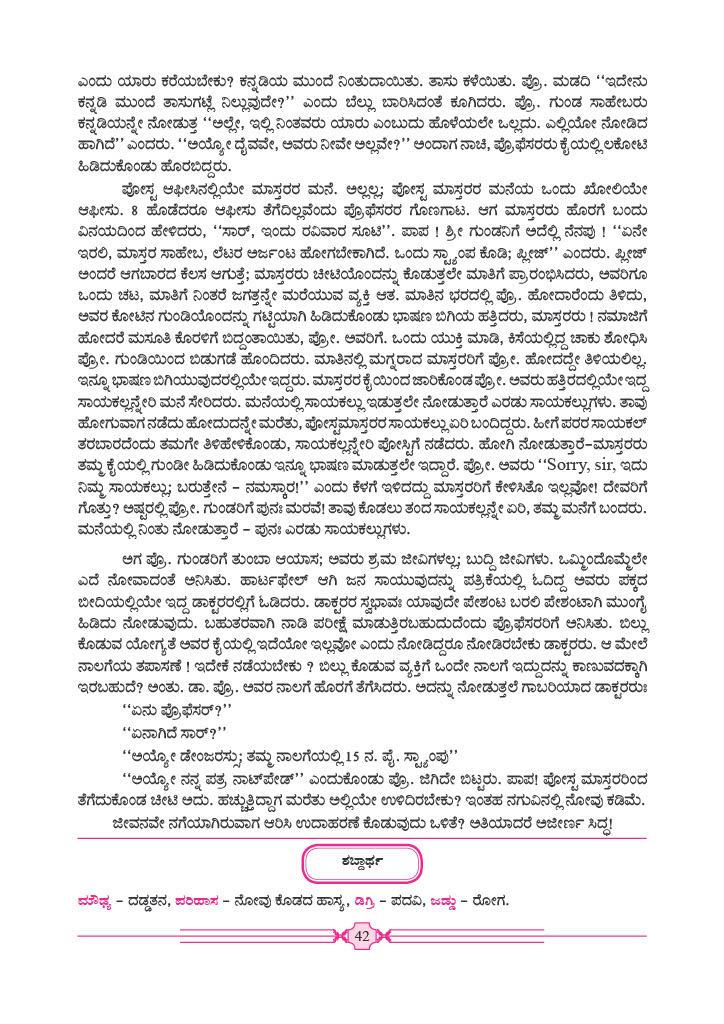 ಎಂದು ಯಾರು ಕರೆಯಬೇಕು? ಕನ್ನಡಿಯ ಮುಂದೆ ನಿಂತುದಾಯಿತು. ತಾಸು ಕಳೆಯಿತು. ಪ್ರೊ. ಮಡದಿ ‘‘ಇದೇನು
ಕನ್ನಡಿ ಮುಂದೆ ತಾಸುಗಟ್ಲೆ ನಿಲ್ಲುವುದೇ?’’ ಎಂದು ಬೆಲ್ಲು ಬಾರಿಸಿದಂತೆ ಕೂಗಿದರು. ಪ್ರೊ. ಗುಂಡ ಸಾಹೇಬರು
ಕನ್ನಡಿಯನ್ನೇ ನೋಡುತ್ತ ‘‘ಅಲ್ಲೇ, ಇಲ್ಲಿ ನಿಂತವರು ಯಾರು ಎಂಬುದು ಹೊಳೆಯಲೇ ಒಲ್ಲದು. ಎಲ್ಲಿಯೋ ನೋಡಿದ
ಹಾಗಿದೆ’’ ಎಂದರು. ‘‘ಅಯ್ಯೋ ದೈವವೇ, ಅವರು ನೀವೇ ಅಲ್ಲವೇ?’’ ಅಂದಾಗ ನಾಚಿ, ಪ್ರೊಫೆಸರರು ಕೈಯಲ್ಲಿ ಲಕೋಟಿ
ಹಿಡಿದುಕೊಂಡು ಹೊರಬಿದ್ದರು.
ಪೋಸ್ಟ ಆಫೀಸಿನಲ್ಲಿಯೇ ಮಾಸ್ತರರ ಮನೆ. ಅಲ್ಲಲ್ಲ; ಪೋಸ್ಟ ಮಾಸ್ತರರ ಮನೆಯ ಒಂದು ಖೋಲಿಯೇ
ಆಫೀಸು. 8 ಹೊಡೆದರೂ ಆಫೀಸು ತೆಗೆದಿಲ್ಲವೆಂದು ಪ್ರೊಫೆಸರರ ಗೊಣಗಾಟ. ಆಗ ಮಾಸ್ತರರು ಹೊರಗೆ ಬಂದು
ವಿನಯದಿಂದ ಹೇಳಿದರು, ‘‘ಸಾರ್, ಇಂದು ರವಿವಾರ ಸೂಟಿ’’. ಪಾಪ ! ಶ್ರೀ ಗುಂಡನಿಗೆ ಅದೆಲ್ಲಿ ನೆನಪು ! ‘‘ಏನೇ
ಇರಲಿ, ಮಾಸ್ತರ ಸಾಹೇಬ, ಲೆಟರ ಅರ್ಜಂಟ ಹೋಗಬೇಕಾಗಿದೆ. ಒಂದು ಸ್ಟ್ಯಾಂಪ ಕೊಡಿ; ಪ್ಲೀಜ್’’ ಎಂದರು. ಪ್ಲೀಜ್
ಅಂದರೆ ಆಗಬಾರದ ಕೆಲಸ ಆಗುತ್ತೆ; ಮಾಸ್ತರರು ಚೀಟಿಯೊಂದನ್ನು ಕೊಡುತ್ತಲೇ ಮಾತಿಗೆ ಪ್ರಾರಂಭಿಸಿದರು, ಅವರಿಗೂ
ಒಂದು ಚಟ, ಮಾತಿಗೆ ನಿಂತರೆ ಜಗತ್ತನ್ನೇ ಮರೆಯುವ ವ್ಯಕ್ತಿ ಆತ. ಮಾತಿನ ಭರದಲ್ಲಿ ಪ್ರೊ. ಹೋದಾರೆಂದು ತಿಳಿದು,
ಅವರ ಕೋಟಿನ ಗುಂಡಿಯೊಂದನ್ನು ಗಟ್ಟಿಯಾಗಿ ಹಿಡಿದುಕೊಂಡು ಭಾಷಣ ಬಿಗಿಯ ಹತ್ತಿದರು, ಮಾಸ್ತರರು ! ನಮಾಜಿಗೆ
ಹೋದರೆ ಮಸೂತಿ ಕೊರಳಿಗೆ ಬಿದ್ದಂತಾಯಿತು, ಪ್ರೋ. ಅವರಿಗೆ. ಒಂದು ಯುಕ್ತಿ ಮಾಡಿ, ಕಿಸೆಯಲ್ಲಿದ್ದ ಚಾಕು ಶೋಧಿಸಿ
ಪ್ರೋ. ಗುಂಡಿಯಿಂದ ಬಿಡುಗಡೆ ಹೊಂದಿದರು. ಮಾತಿನಲ್ಲಿ ಮಗ್ನರಾದ ಮಾಸ್ತರರಿಗೆ ಪ್ರೋ. ಹೋದದ್ದೇ ತಿಳಿಯಲಿಲ್ಲ.
ಇನ್ನೂ ಭಾಷಣ ಬಿಗಿಯುವುದರಲ್ಲಿಯೇ ಇದ್ದರು. ಮಾಸ್ತರರ ಕೈಯಿಂದ ಜಾರಿಕೊಂಡ ಪ್ರೋ. ಅವರು ಹತ್ತಿರದಲ್ಲಿಯೇ ಇದ್ದ
ಸಾಯಕಲ್ಲನ್ನೇರಿ ಮನೆ ಸೇರಿದರು. ಮನೆಯಲ್ಲಿ ಸಾಯಕಲ್ಲು ಇಡುತ್ತಲೇ ನೋಡುತ್ತಾರೆ ಎರಡು ಸಾಯಕಲ್ಲುಗಳು. ತಾವು
ಹೋಗುವಾಗ ನಡೆದು ಹೋದುದನ್ನೇ ಮರೆತು, ಪೋಸ್ಟಮಾಸ್ತರರ ಸಾಯಕಲ್ಲು ಏರಿ ಬಂದಿದ್ದರು. ಹೀಗೆ ಪರರ ಸಾಯಕಲ್
ತರಬಾರದೆಂದು ತಮಗೇ ತಿಳಿಹೇಳಿಕೊಂಡು, ಸಾಯಕಲ್ಲನ್ನೇರಿ ಪೋಸ್ಟಿಗೆ ನಡೆದರು. ಹೋಗಿ ನೋಡುತ್ತಾರೆ–ಮಾಸ್ತರರು
ತಮ್ಮ ಕೈಯಲ್ಲಿ ಗುಂಡೀ ಹಿಡಿದುಕೊಂಡು ಇನ್ನೂ ಭಾಷಣ ಮಾಡುತ್ತಲೇ ಇದ್ದಾರೆ. ಪ್ರೋ. ಅವರು ‘‘Sorry, sir, ಇದು
ನಿಮ್ಮ ಸಾಯಕಲ್ಲು; ಬರುತ್ತೇನೆ – ನಮಸ್ಕಾರ!’’ ಎಂದು ಕೆಳಗೆ ಇಳಿದದ್ದು ಮಾಸ್ತರರಿಗೆ ಕೇಳಿಸಿತೊ ಇಲ್ಲವೋ! ದೇವರಿಗೆ
ಗೊತ್ತು? ಅಷ್ಟರಲ್ಲಿ ಪ್ರೋ. ಗುಂಡರಿಗೆ ಪುನಃ ಮರವೆ! ತಾವು ಕೊಡಲು ತಂದ ಸಾಯಕಲ್ಲನ್ನೇ ಏರಿ, ತಮ್ಮ ಮನೆಗೆ ಬಂದರು.
ಮನೆಯಲ್ಲಿ ನಿಂತು ನೋಡುತ್ತಾರೆ – ಪುನಃ ಎರಡು ಸಾಯಕಲ್ಲುಗಳು.
ಅಗ ಪ್ರೊ. ಗುಂಡರಿಗೆ ತುಂಬಾ ಆಯಾಸ; ಅವರು ಶ್ರಮ ಜೀವಿಗಳಲ್ಲ; ಬುದ್ದಿ ಜೀವಿಗಳು. ಒಮ್ಮಿಂದೊಮ್ಮೆಲೇ
ಎದೆ ನೋವಾದಂತೆ ಅನಿಸಿತು. ಹಾರ್ಟಫೇಲ್ ಆಗಿ ಜನ ಸಾಯುವುದನ್ನು ಪತ್ರಿಕೆಯಲ್ಲಿ ಓದಿದ್ದ ಅವರು ಪಕ್ಕದ
ಬೀದಿಯಲ್ಲಿಯೇ ಇದ್ದ ಡಾಕ್ಟರರಲ್ಲಿಗೆ ಓಡಿದರು. ಡಾಕ್ಟರರ ಸ್ವಭಾವಃ ಯಾವುದೇ ಪೇಶಂಟ ಬರಲಿ ಪೇಶಂಟಾಗಿ ಮುಂಗೈ
ಹಿಡಿದು ನೋಡುವುದು. ಬಹುತರವಾಗಿ ನಾಡಿ ಪರೀಕ್ಷೆ ಮಾಡುತ್ತಿರಬಹುದುದೆಂದು ಪ್ರೊಫೆಸರರಿಗೆ ಅನಿಸಿತು. ಬಿಲ್ಲು
ಕೊಡುವ ಯೋಗ್ಯತೆ ಅವರ ಕೈಯಲ್ಲಿ ಇದೆಯೋ ಇಲ್ಲವೋ ಎಂದು ನೋಡಿದ್ದರೂ ನೋಡಿರಬೇಕು ಡಾಕ್ಟರರು. ಆ ಮೇಲೆ
ನಾಲಗೆಯ ತಪಾಸಣೆ ! ಇದೇಕೆ ನಡೆಯಬೇಕು ? ಬಿಲ್ಲು ಕೊಡುವ ವ್ಯಕ್ತಿಗೆ ಒಂದೇ ನಾಲಗೆ ಇದ್ದುದನ್ನು ಕಾಣುವದಕ್ಕಾಗಿ
ಇರಬಹುದೆ? ಅಂತು. ಡಾ. ಪ್ರೊ. ಅವರ ನಾಲಗೆ ಹೊರಗೆ ತೆಗೆಸಿದರು. ಅದನ್ನು ನೋಡುತ್ತಲೆ ಗಾಬರಿಯಾದ ಡಾಕ್ಟರರುಃ
‘‘ಏನು ಪ್ರೊಫೆಸರ್?’’
‘‘ಏನಾಗಿದೆ ಸಾರ್?’’
‘‘ಅಯ್ಯೋ ಡೇಂಜರಸ್ಸು; ತಮ್ಮ ನಾಲಗೆಯಲ್ಲಿ 15 ನ. ಪೈ. ಸ್ಟ್ಯಾಂಪು’’
‘‘ಅಯ್ಯೋ ನನ್ನ ಪತ್ರ ನಾಟ್‌ಪೇಡ್’’ ಎಂದುಕೊಂಡು ಪ್ರೊ. ಜಿಗಿದೇ ಬಿಟ್ಟರು. ಪಾಪ! ಪೋಸ್ಟ ಮಾಸ್ತರರಿಂದ
ತೆಗೆದುಕೊಂಡ ಚೀಟಿ ಅದು. ಹಚ್ಚುತ್ತಿದ್ದಾಗ ಮರೆತು ಅಲ್ಲಿಯೇ ಉಳಿದಿರಬೇಕು? ಇಂತಹ ನಗುವಿನಲ್ಲಿ ನೋವು ಕಡಿಮೆ.
ಜೀವನವೇ ನಗೆಯಾಗಿರುವಾಗ ಆರಿಸಿ ಉದಾಹರಣೆ ಕೊಡುವುದು ಒಳಿತೆ? ಅತಿಯಾದರೆ ಅಜೀರ್ಣ ಸಿದ್ಧ!
ಶಬ್ದಾರ್ಥ
ಮೌಢ್ಯ – ದಡ್ಡತನ, ಪರಿಹಾಸ – ನೋವು ಕೊಡದ ಹಾಸ್ಯ, ಡಿಗ್ರಿ – ಪದವಿ, ಜಡ್ಡು – ರೋಗ.
42